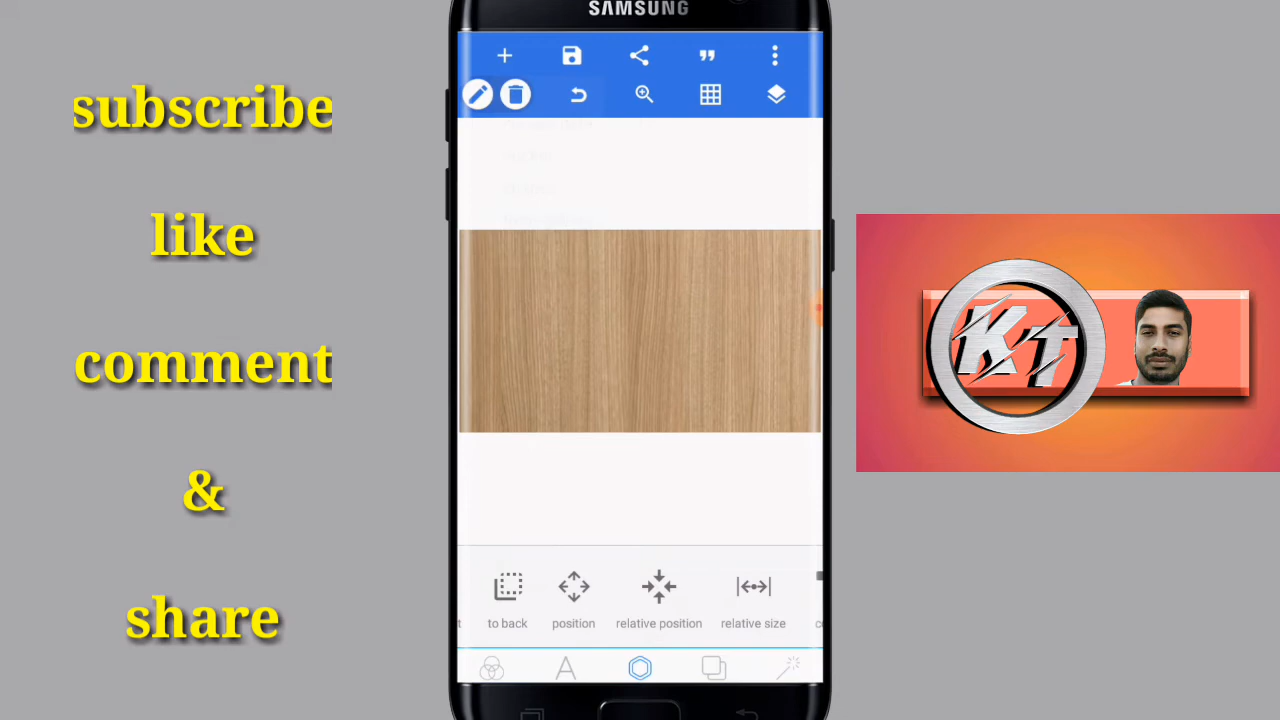 SAMSUNG
subscribe
like
comment
&
share
KT
to back
position
relative position
relative size